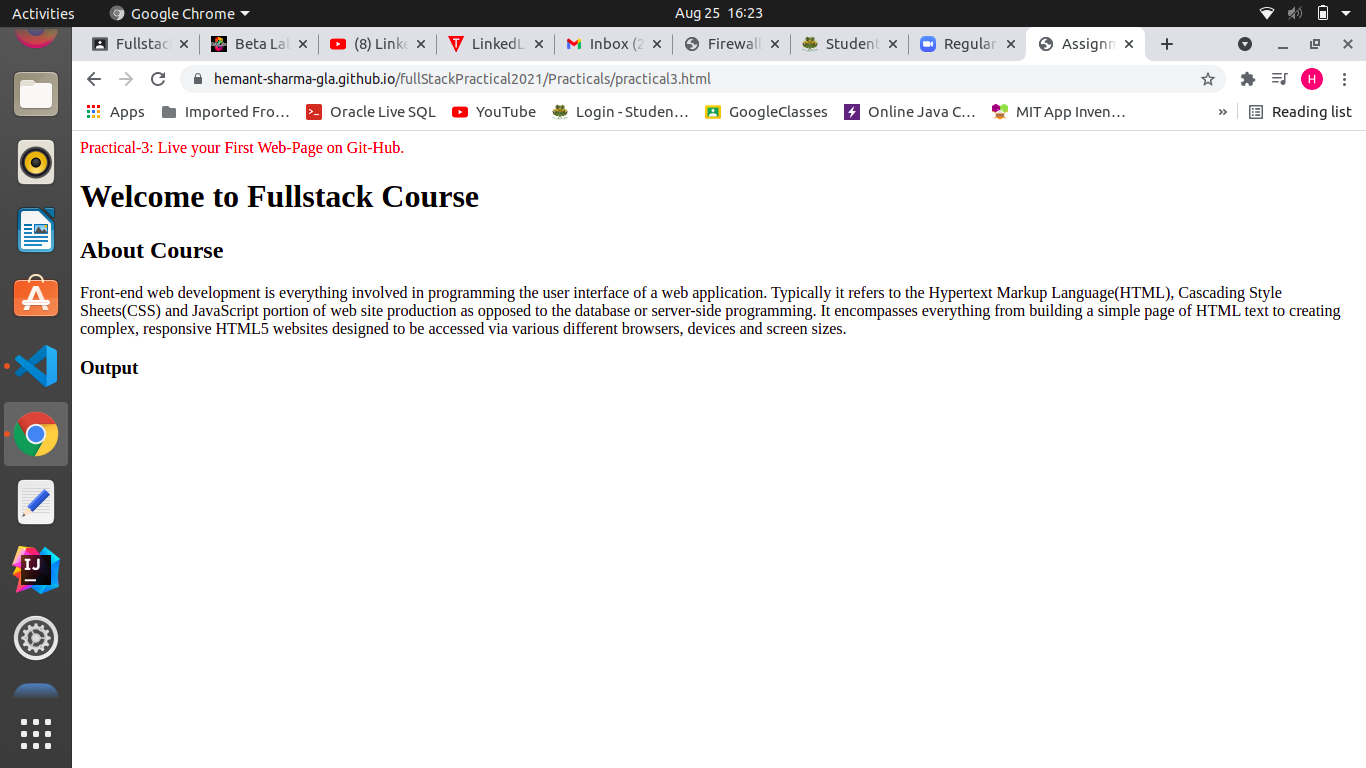 Activities Google Chrome Aug 25 16:23
Fullstac Beta Lal (8) Linke LinkedL Inbox (2 Firewall Student Regular Assignm
hemant-sharma-gla.github.io/fullStackPractical2021/Practicals/practical3.html H
Apps Imported Fro… Oracle Live SQL YouTube Login - Studen… GoogleClasses Online Java C… MIT App Inven… » Reading list
Practical-3: Live your First Web-Page on Git-Hub.
Welcome to Fullstack Course
About Course
Front-end web development is everything involved in programming the user interface of a web application. Typically it refers to the Hypertext Markup Language(HTML), Cascading Style
Sheets(CSS) and JavaScript portion of web site production as opposed to the database or server-side programming. It encompasses everything from building a simple page of HTML text to creating
complex, responsive HTML5 websites designed to be accessed via various different browsers, devices and screen sizes.
Output
IJ